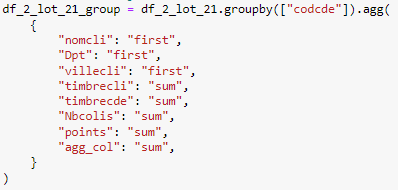 df_2_lot_21_group = df_2_lot_21.groupby(["codcde"]).agg(
    {
        "nomcli": "first",
        "Dpt": "first",
        "villecli": "first",
        "timbrecli": "sum",
        "timbrecde": "sum",
        "Nbcolis": "sum",
        "points": "sum",
        "agg_col": "sum",
    }
)